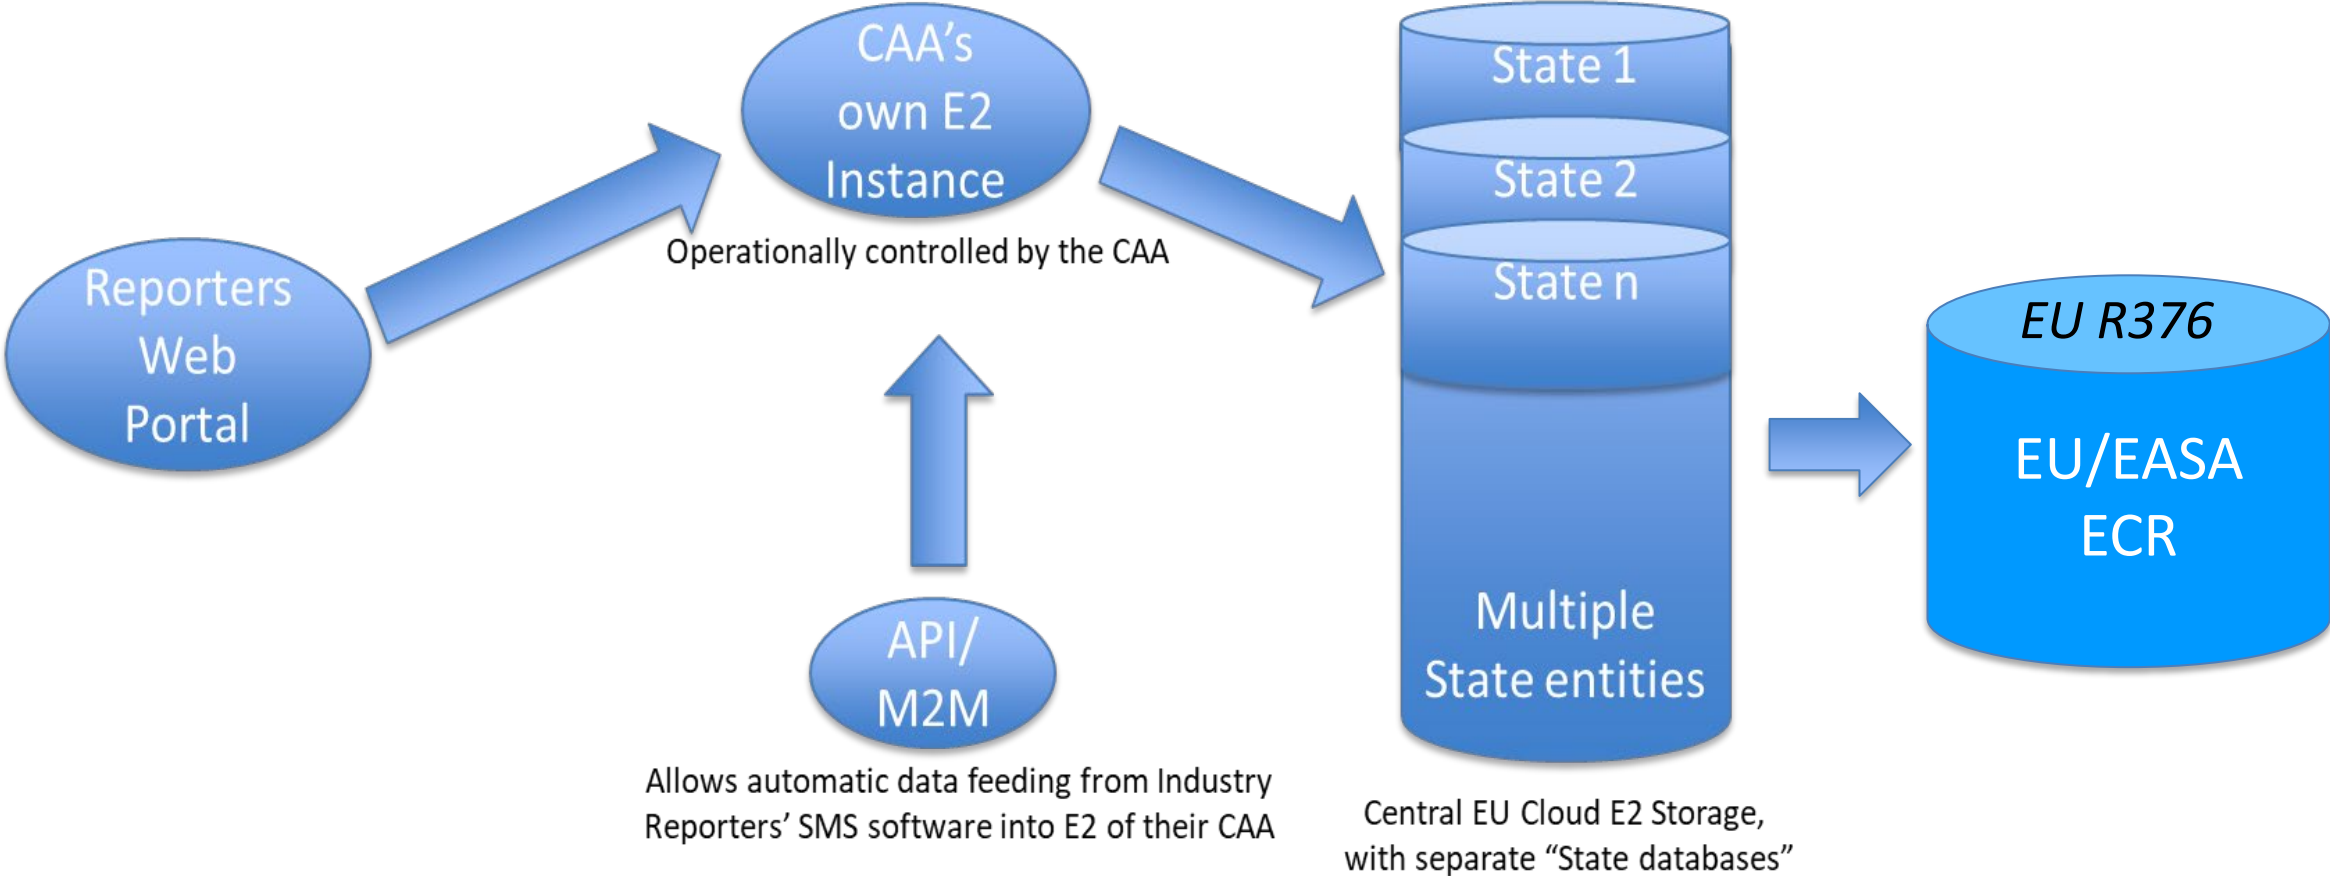 Reporters
Web
Portal
CAA’s
own E2
Instance
Operationally controlled by the CAA
API/
M2M
Allows automatic data feeding from Industry
Reporters’ SMS software into E2 of their CAA
State 1
State 2
State n
Multiple
State entities
Central EU Cloud E2 Storage,
with separate “State databases”
EU R376
EU/EASA
ECR